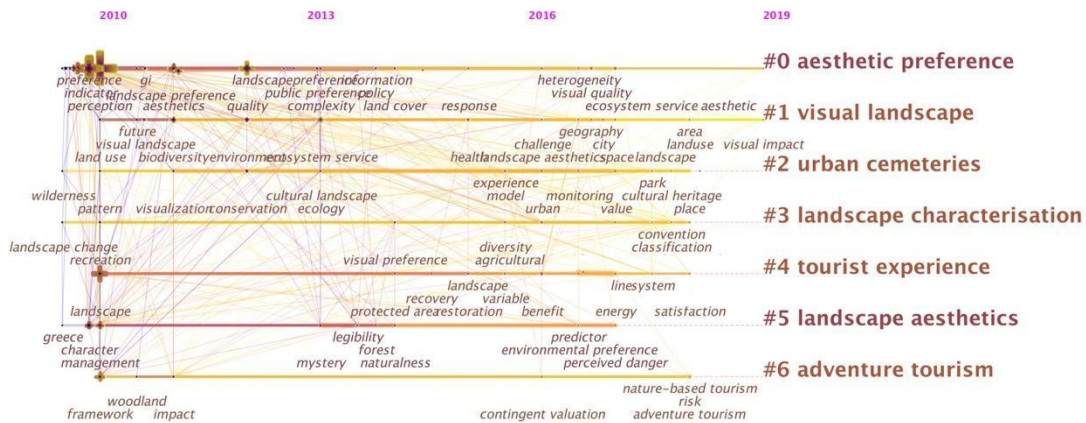 2010 2013 2016 2019
#0 aesthetic preference
preference gi landscapepreference information heterogeneity
indicator landscape preference public preference policy visual quality
perception aesthetics quality complexity land cover response ecosystem service aesthetic
#1 visual landscape
future geography area
visual landscape challenge city landuse visual impact
land use biodiversity environment ecosystem service health landscape aesthetics space landscape
#2 urban cemeteries
experience park
wilderness cultural landscape model monitoring cultural heritage
pattern visualization conservation ecology urban value place
#3 landscape characterisation
convention
landscape change diversity classification
recreation visual preference agricultural
#4 tourist experience
landscape linesystem
recovery variable
landscape protected area restoration benefit energy satisfaction
#5 landscape aesthetics
greece legibility predictor
character forest environmental preference
management mystery naturalness perceived danger
#6 adventure tourism
nature-based tourism
woodland risk
framework impact contingent valuation adventure tourism